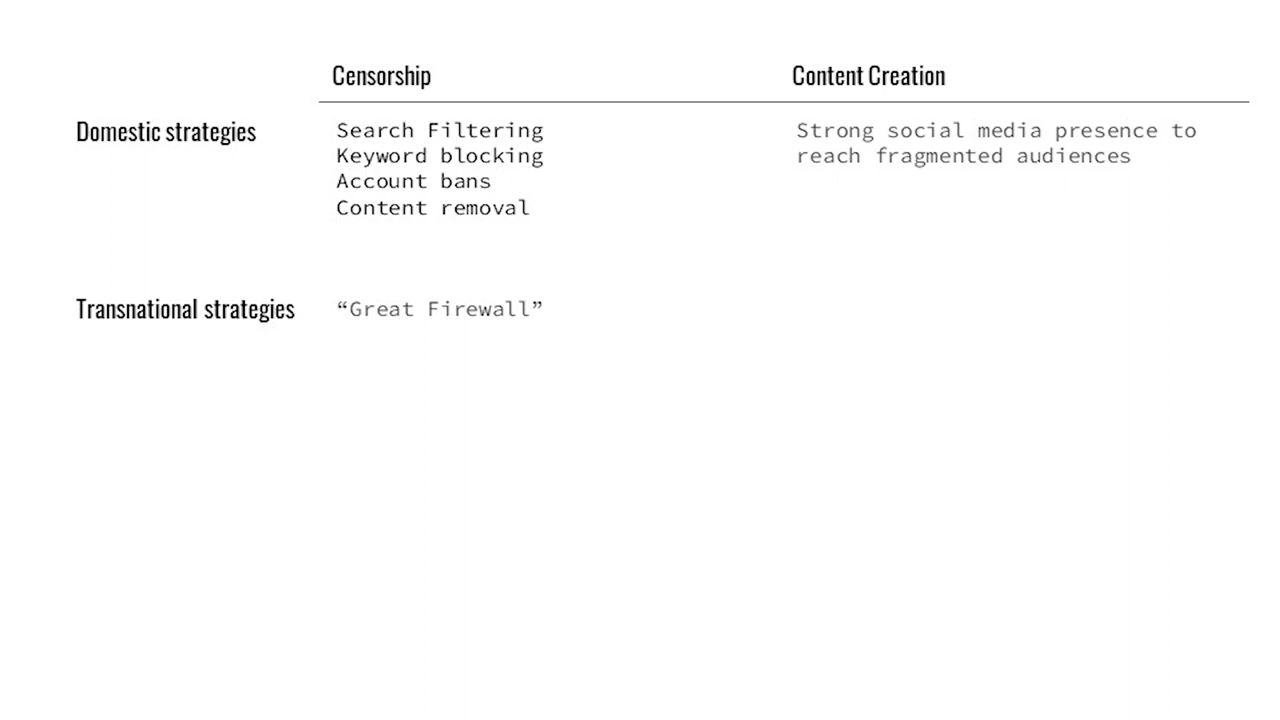 Censorship
Content Creation
Domestic strategies
Search Filtering
Keyword blocking
Account bans
Content removal
Strong social media presence to
reach fragmented audiences
Transnational strategies
“Great Firewall”